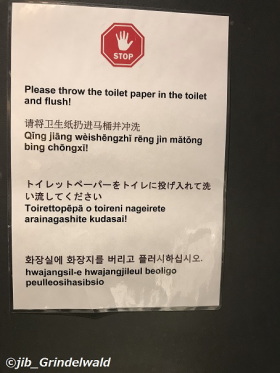 STOP
Please throw the toilet paper in the toilet
and flush!
请将卫生纸扔进马桶并冲洗
Qǐng jiāng wèishēngzhǐ rēng jìn mǎtǒng
bìng chōngxǐ!
トイレットペーパーをトイレに投げ入れて洗
い流してください
Toirettopēpā o toireni nageirete
arainagashite kudasai!
화장실에 화장지를 버리고 플러시하십시오.
hwajangsil-e hwajangjileul beoligo
peulleosihasibsio
©jib_Grindelwald